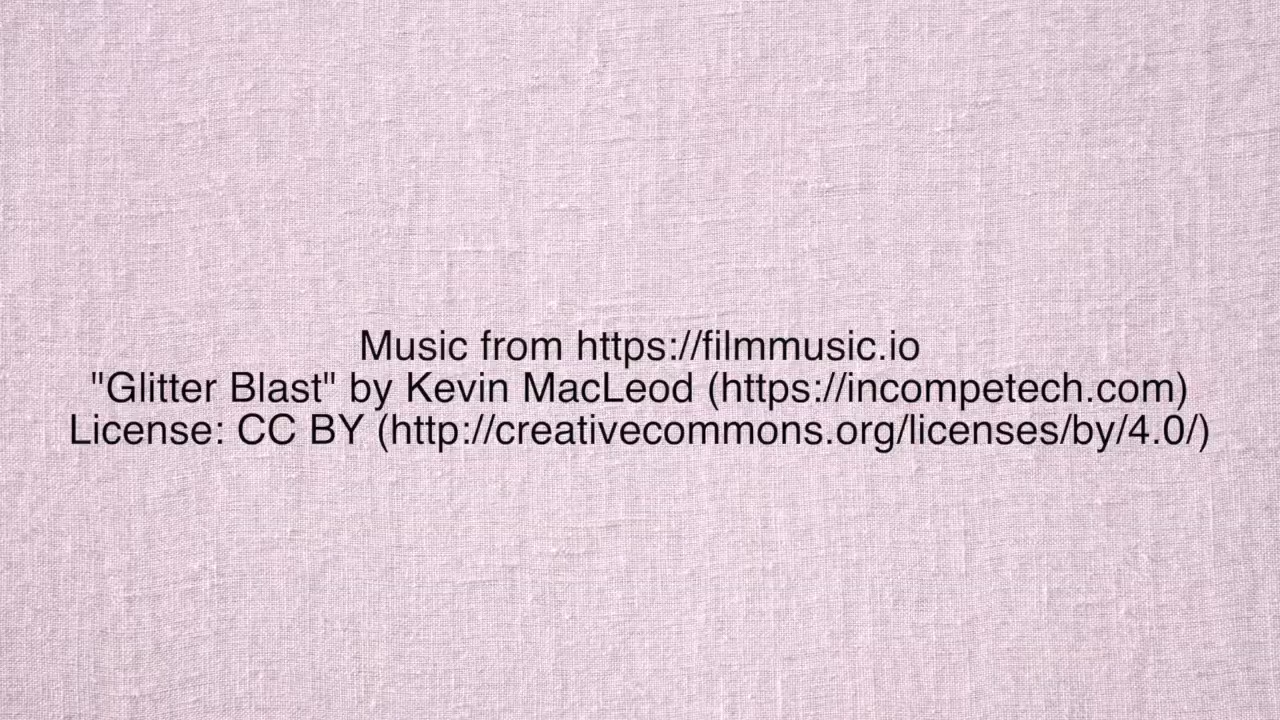 Music from https://filmmusic.io
"Glitter Blast" by Kevin MacLeod (https://incompetech.com)
License: CC BY (http://creativecommons.org/licenses/by/4.0/)